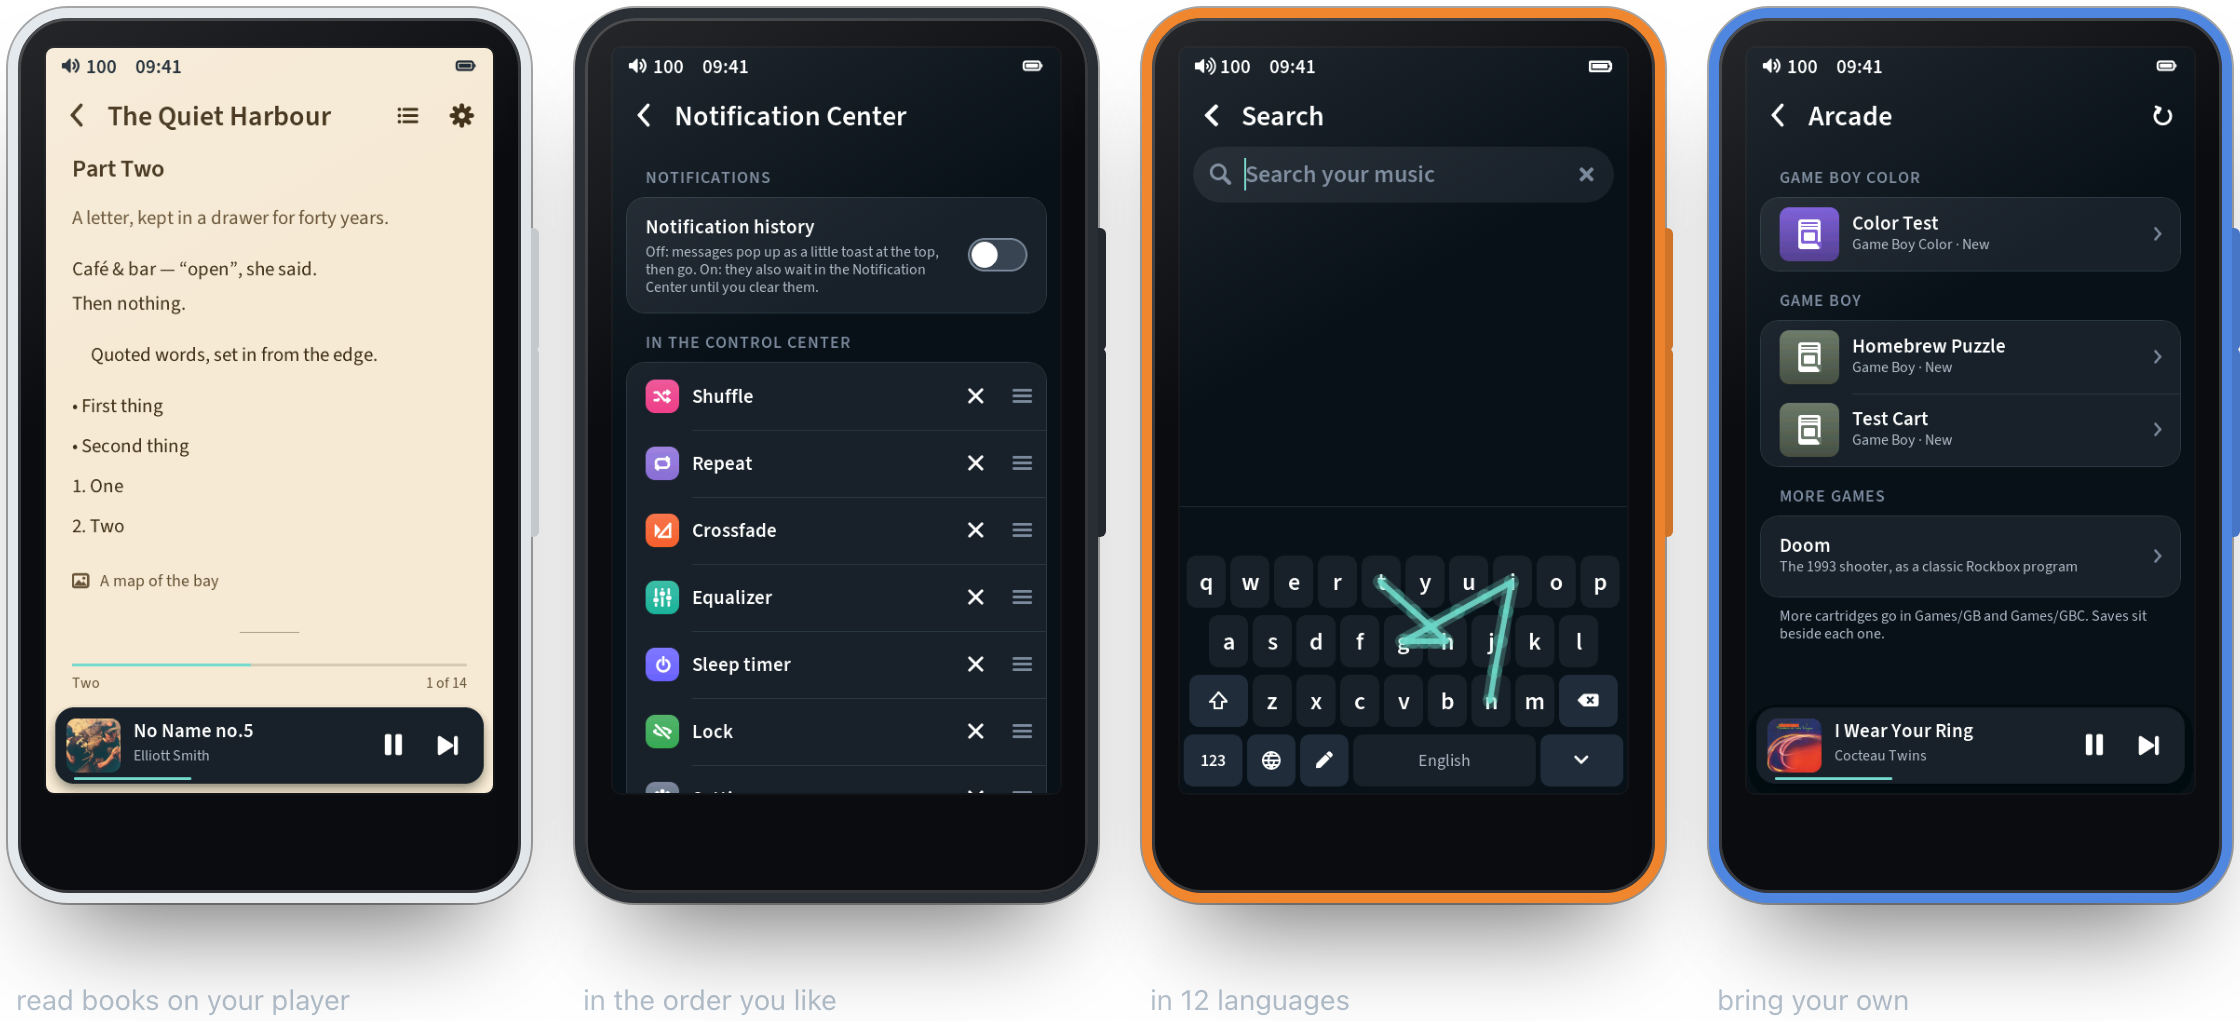 100 09:41
The Quiet Harbour
Part Two
A letter, kept in a drawer for forty years.
Café & bar — “open”, she said.
Then nothing.
Quoted words, set in from the edge.
• First thing
• Second thing
1. One
2. Two
A map of the bay
Two
1 of 14
No Name no.5
Elliott Smith
read books on your player
100 09:41
Notification Center
NOTIFICATIONS
Notification history
Off: messages pop up as a little toast at the top,
then go. On: they also wait in the Notification
Center until you clear them.
IN THE CONTROL CENTER
Shuffle
Repeat
Crossfade
Equalizer
Sleep timer
Lock
in the order you like
100 09:41
Search
Search your music
q w e r t y u i o p
a s d f g h j k l
z x c v b n m
123
English
in 12 languages
100 09:41
Arcade
GAME BOY COLOR
Color Test
Game Boy Color · New
GAME BOY
Homebrew Puzzle
Game Boy · New
Test Cart
Game Boy · New
MORE GAMES
Doom
The 1993 shooter, as a classic Rockbox program
More cartridges go in Games/GB and Games/GBC. Saves sit
beside each one.
I Wear Your Ring
Cocteau Twins
bring your own